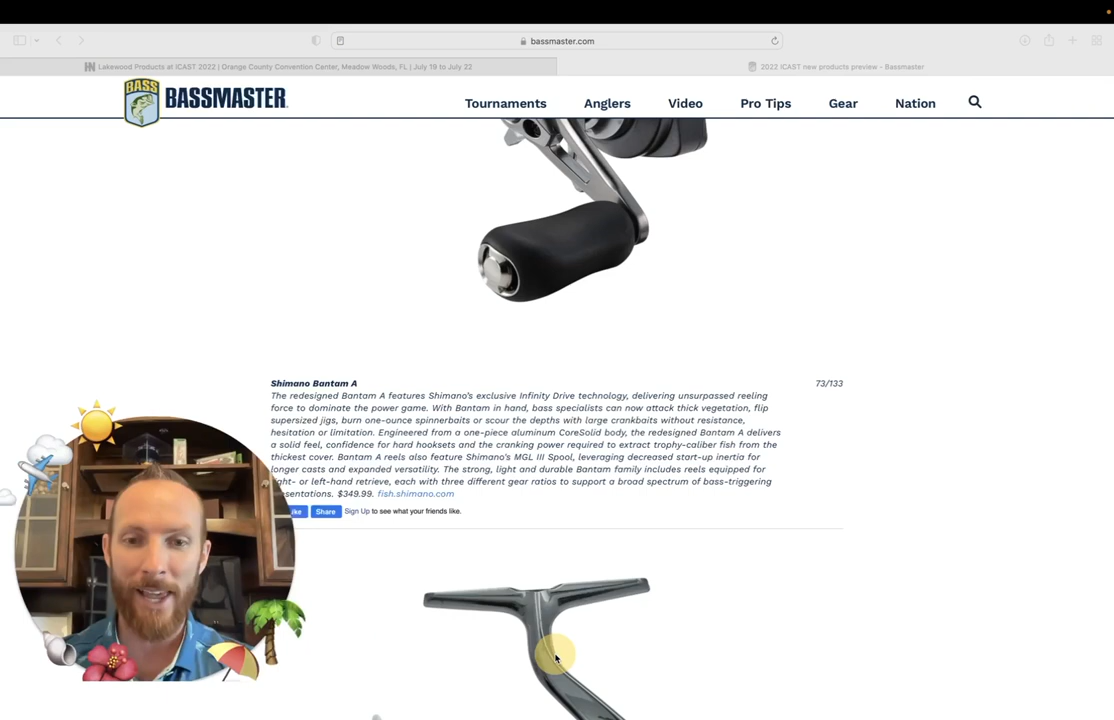 bassmaster.com
Lakewood Products at ICAST 2022 | Orange County Convention Center, Meadow Woods, FL | July 19 to July 22
2022 ICAST new products preview - Bassmaster
BASS
BASSMASTER
Tournaments
Anglers
Video
Pro Tips
Gear
Nation
Shimano Bantam A
73/133
The redesigned Bantam A features Shimano's exclusive Infinity Drive technology, delivering unsurpassed reeling
force to dominate the power game. With Bantam in hand, bass specialists can now attack thick vegetation, flip
supersized jigs, burn one-ounce spinnerbaits or scour the depths with large crankbaits without resistance,
hesitation or limitation. Engineered from a one-piece aluminum CoreSolid body, the redesigned Bantam A delivers
a solid feel, confidence for hard hooksets and the cranking power required to extract trophy-caliber fish from the
thickest cover. Bantam A reels also feature Shimano's MGL III Spool, leveraging decreased start-up inertia for
longer casts and expanded versatility. The strong, light and durable Bantam family includes reels equipped for
ght- or left-hand retrieve, each with three different gear ratios to support a broad spectrum of bass-triggering
esentations. $349.99. fish.shimano.com
ike
Share
Sign Up to see what your friends like.